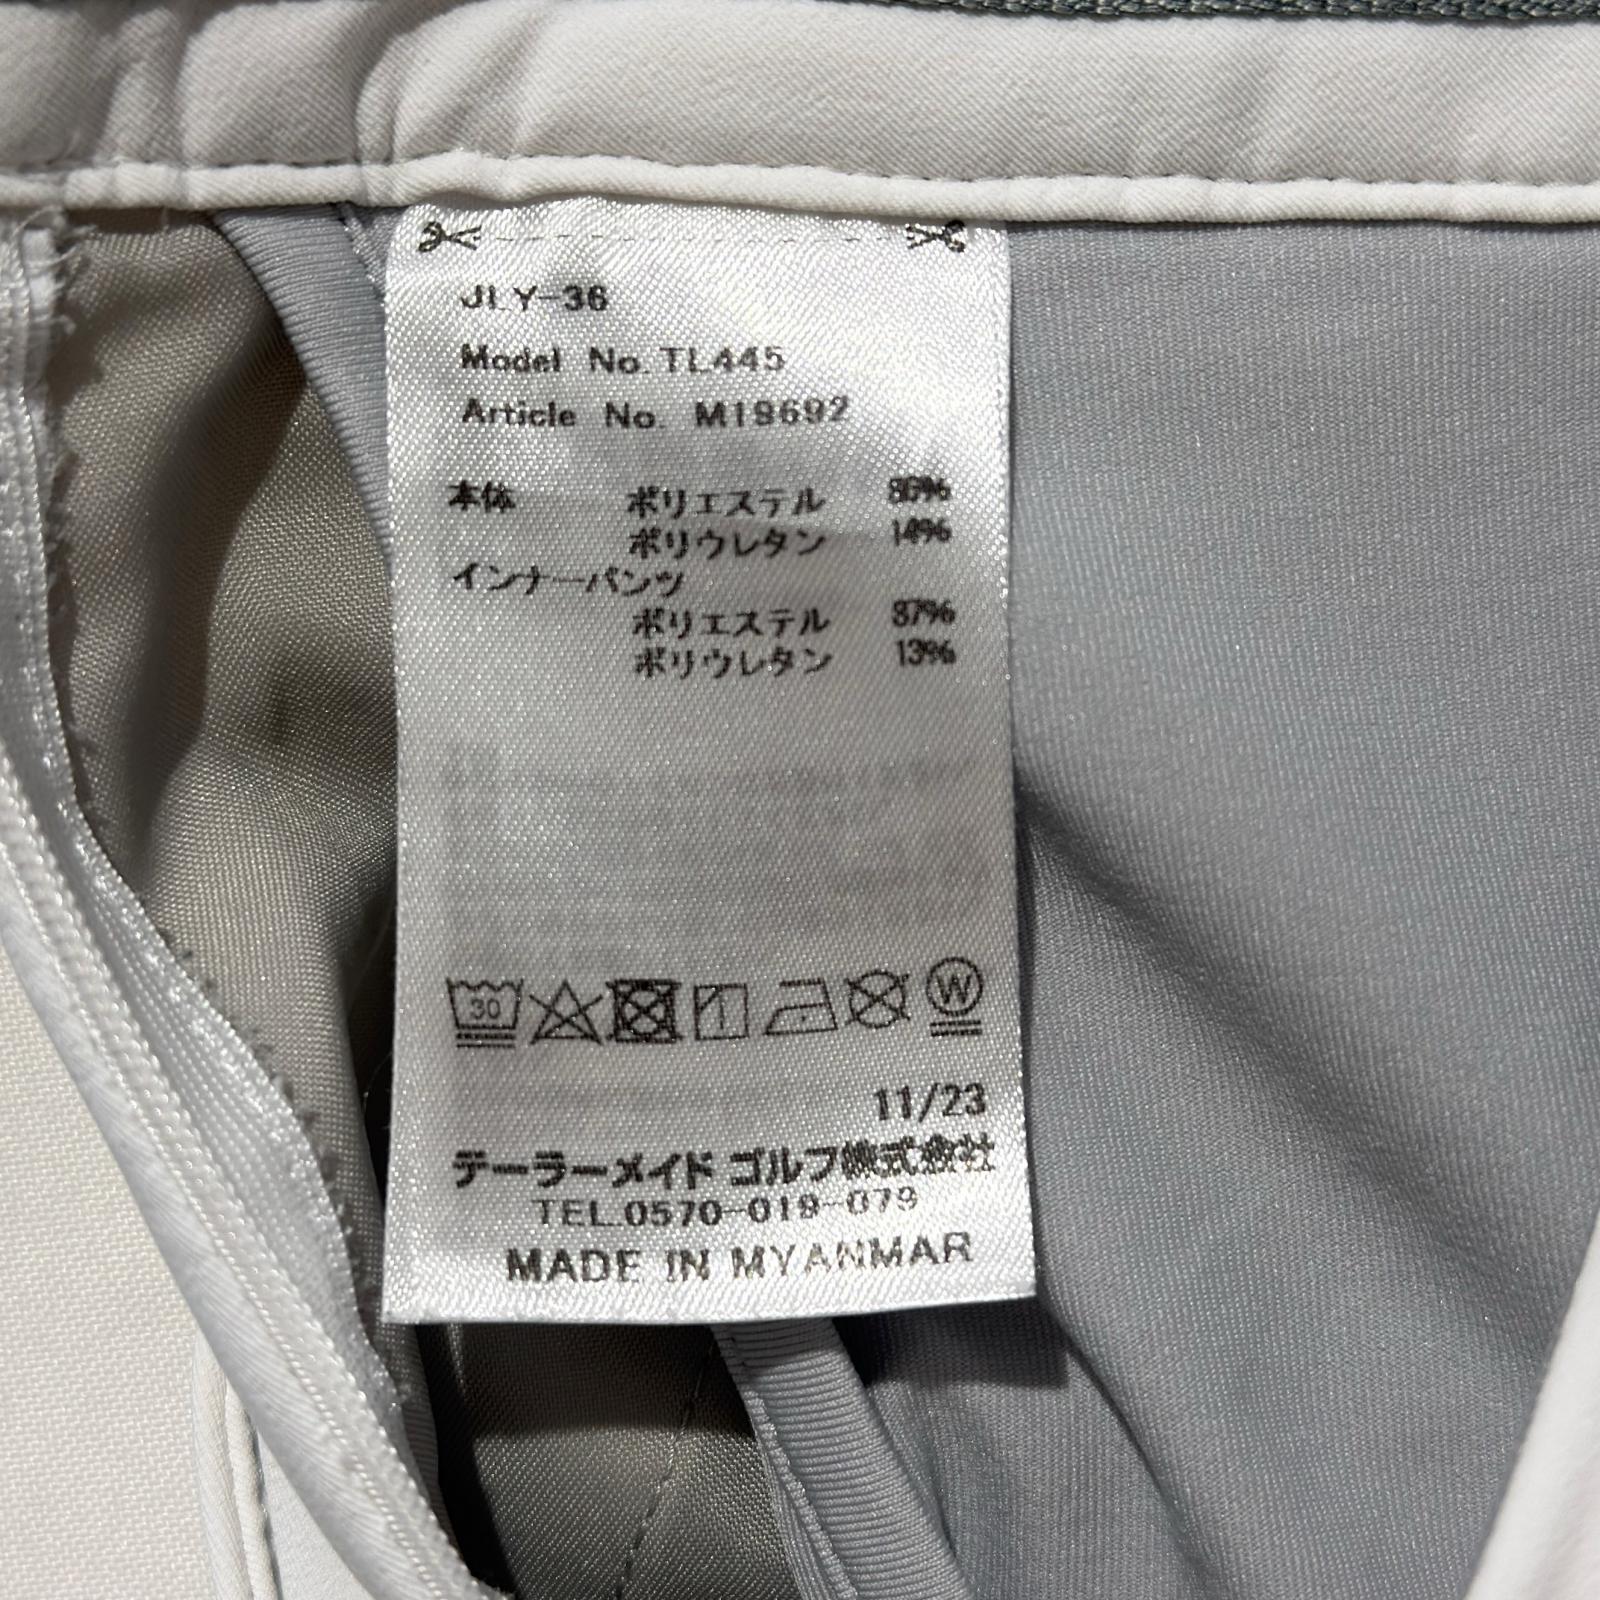 JLY-36
Model No. TL445
Article No. M19692
本体 ポリエステル 86%
ポリウレタン 14%
インナーパンツ
ポリエステル 87%
ポリウレタン 13%
30
W
11/23
テーラーメイド ゴルフ株式会社
TEL.0570-019-079
MADE IN MYANMAR